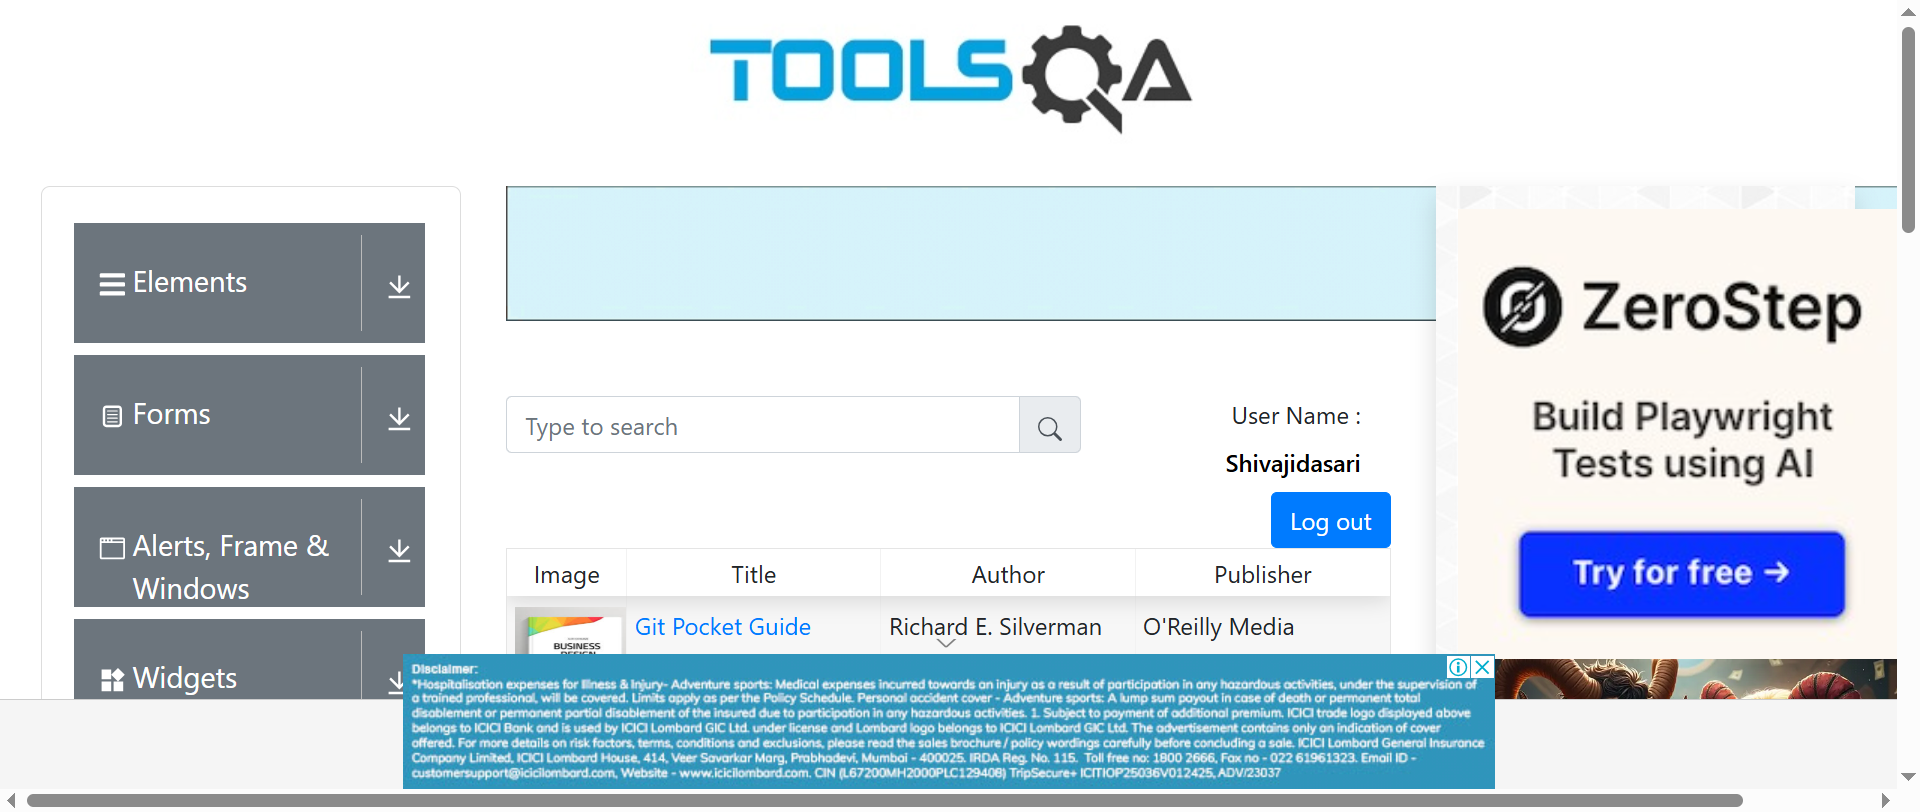 TOOLSQA
Elements
Forms
Alerts, Frame &
Windows
Widgets
Type to search
User Name :
Shivajidasari
Log out
Image Title Author Publisher
Git Pocket Guide Richard E. Silverman O'Reilly Media
BUSINESS
ZeroStep
Build Playwright
Tests using AI
Try for free →
Disclaimer:
*Hospitalisation expenses for Illness & Injury- Adventure sports: Medical expenses incurred towards an injury as a result of participation in any hazardous activities, under the supervision of
a trained professional, will be covered. Limits apply as per the Policy Schedule. Personal accident cover - Adventure sports: A lump sum payout in case of death or permanent total
disablement or permanent partial disablement of the insured due to participation in any hazardous activities. 1. Subject to payment of additional premium. ICICI trade logo displayed above
belongs to ICICI Bank and is used by ICICI Lombard GIC Ltd. under license and Lombard logo belongs to ICICI Lombard GIC Ltd. The advertisement contains only an indication of cover
offered. For more details on risk factors, terms, conditions and exclusions, please read the sales brochure / policy wordings carefully before concluding a sale. ICICI Lombard General Insurance
Company Limited, ICICI Lombard House, 414, Veer Savarkar Marg, Prabhadevi, Mumbai - 400025. IRDA Reg. No. 115. Toll free no: 1800 2666, Fax no - 022 61961323. Email ID -
customersupport@icicilombard.com, Website - www.icicilombard.com. CIN (L67200MH2000PLC129408) TripSecure+ ICITIOP25036V012425, ADV/23037